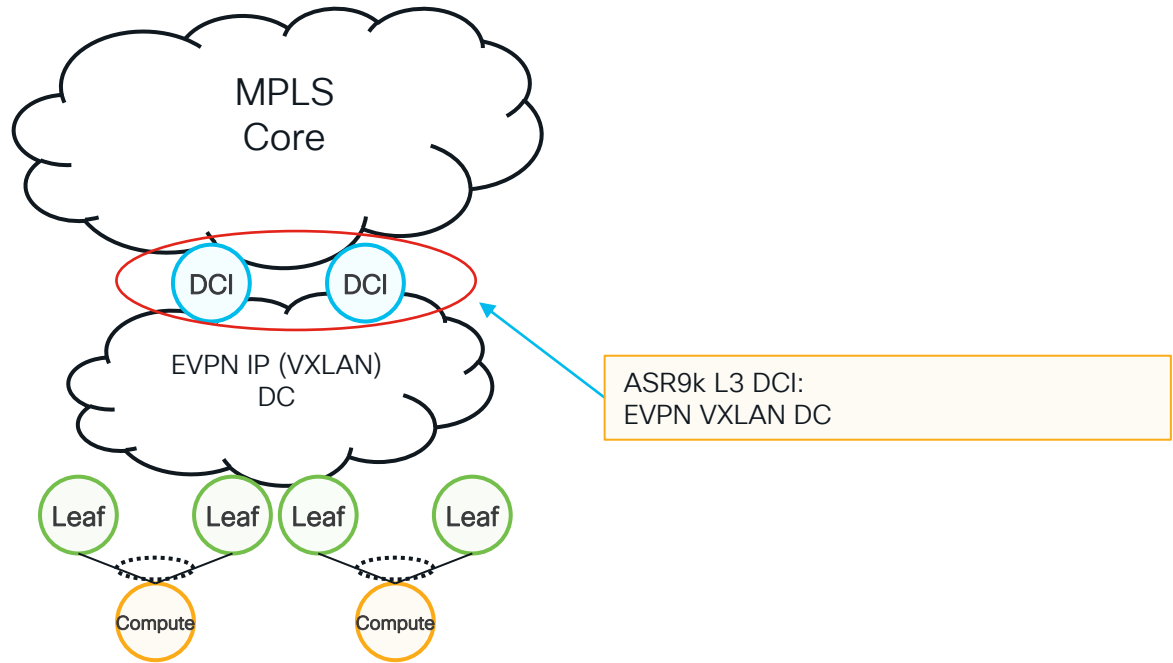 MPLS
Core
DCI
DCI
EVPN IP (VXLAN)
DC
ASR9k L3 DCI:
EVPN VXLAN DC
Leaf
Leaf
Leaf
Leaf
Compute
Compute